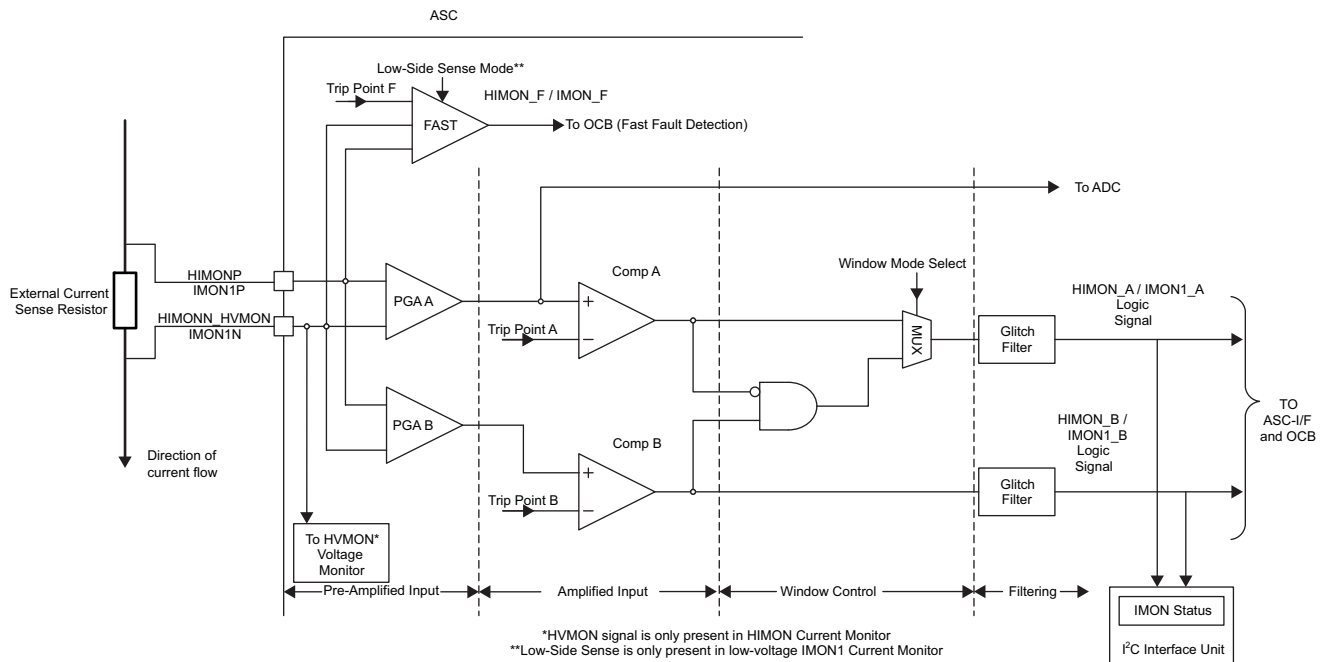 ASC
Low-Side Sense Mode**
Trip Point F
HIMON_F / IMON_F
FAST
To OCB (Fast Fault Detection)
To ADC
External Current
Sense Resistor
HIMONP
IMON1P
HIMONN_HVMON
IMON1N
PGA A
Comp A
+
Trip Point A
−
Window Mode Select
MUX
Glitch
Filter
HIMON_A / IMON1_A
Logic
Signal
PGA B
Comp B
+
Trip Point B
−
Glitch
Filter
HIMON_B /
IMON1_B
Logic
Signal
TO
ASC-I/F
and OCB
Direction of
current flow
To HVMON*
Voltage
Monitor
Pre-Amplified Input
Amplified Input
Window Control
Filtering
IMON Status
I²C Interface Unit
*HVMON signal is only present in HIMON Current Monitor
**Low-Side Sense is only present in low-voltage IMON1 Current Monitor